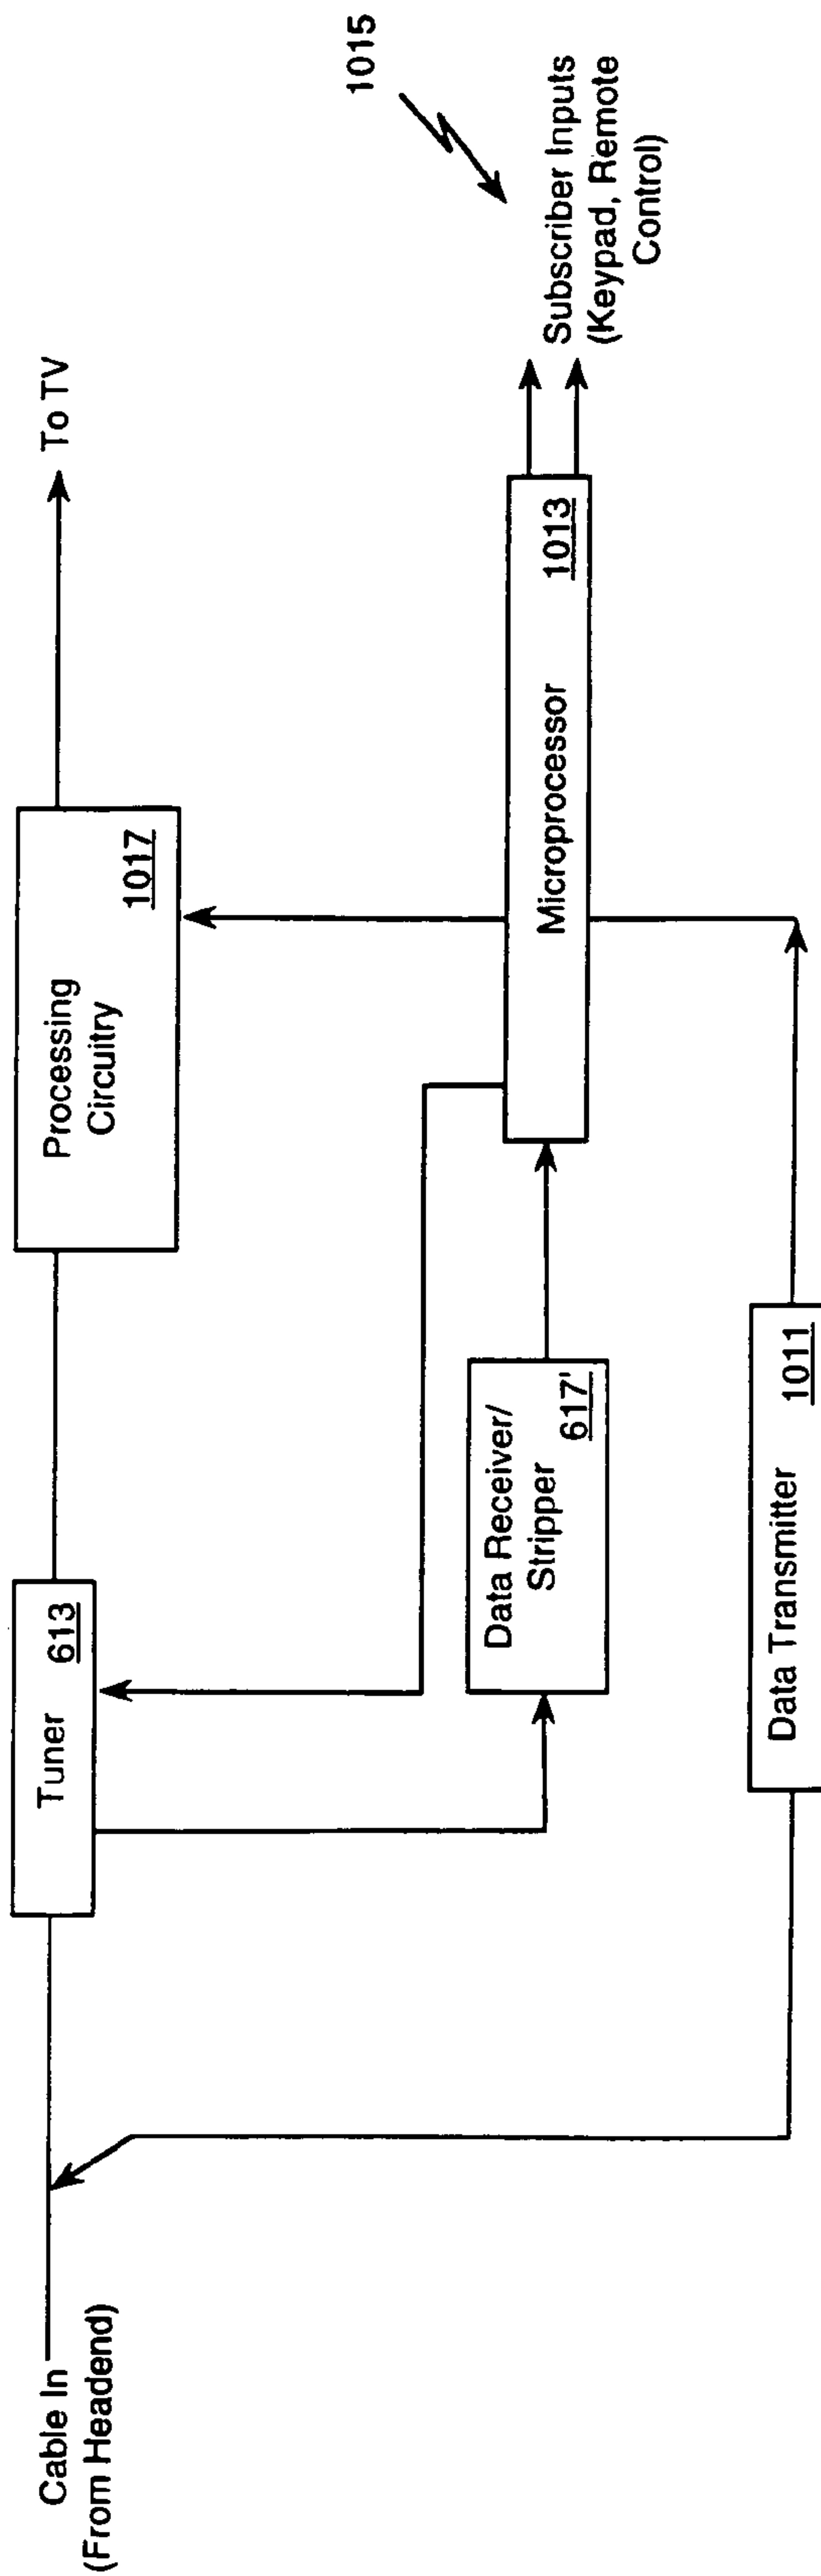 Cable In
(From Headend)
Tuner 613
Processing
Circuitry
1017
To TV
1015
Data Receiver/
Stripper 617'
Microprocessor 1013
Subscriber Inputs
(Keypad, Remote
Control)
Data Transmitter 1011